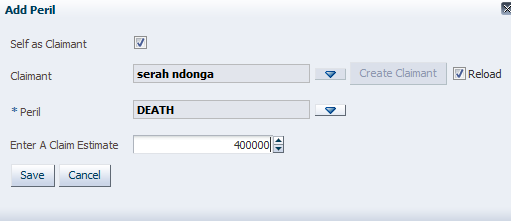 Add Peril
Self as Claimant
Claimant serah ndonga Create Claimant Reload
* Peril DEATH
Enter A Claim Estimate 400000
Save Cancel